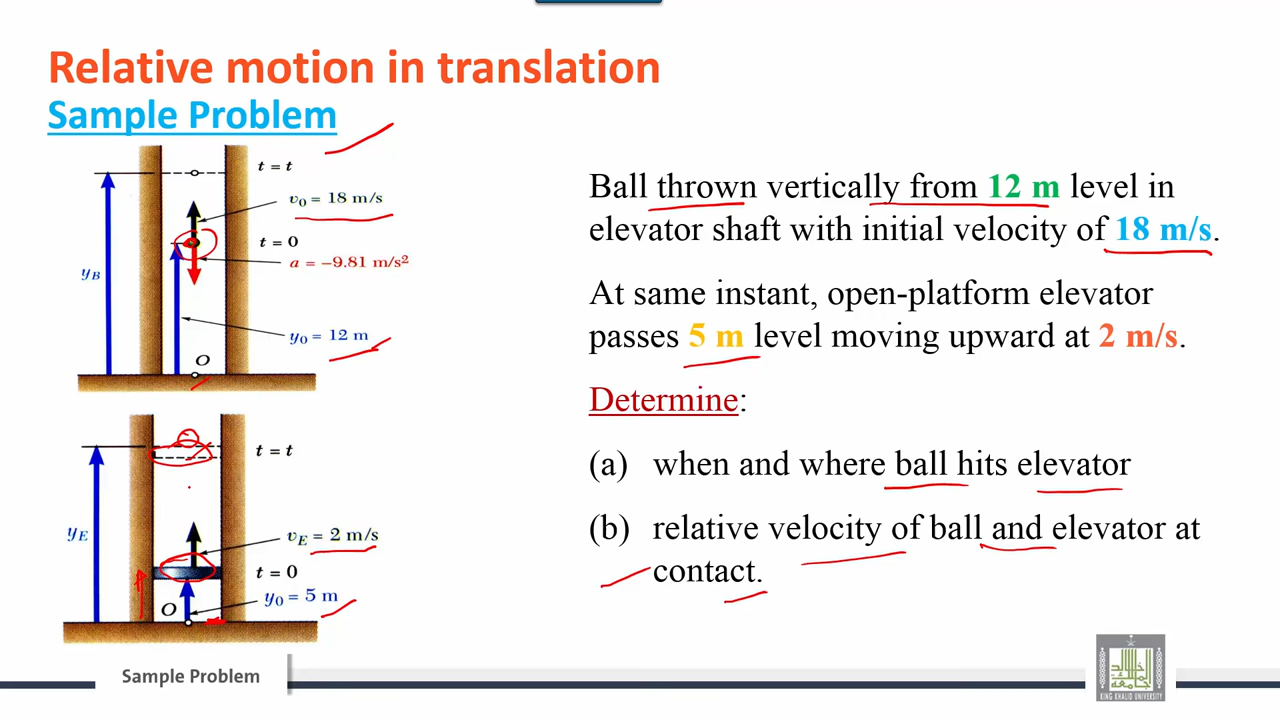 Relative motion in translation
Sample Problem
t = t
v₀ = 18 m/s
t = 0
a = −9.81 m/s²
y_B
y₀ = 12 m
O
t = t
y_E
v_E = 2 m/s
t = 0
y₀ = 5 m
O
Ball thrown vertically from 12 m level in
elevator shaft with initial velocity of 18 m/s.
At same instant, open-platform elevator
passes 5 m level moving upward at 2 m/s.
Determine:
(a) when and where ball hits elevator
(b) relative velocity of ball and elevator at
contact.
Sample Problem
KING KHALID UNIVERSITY